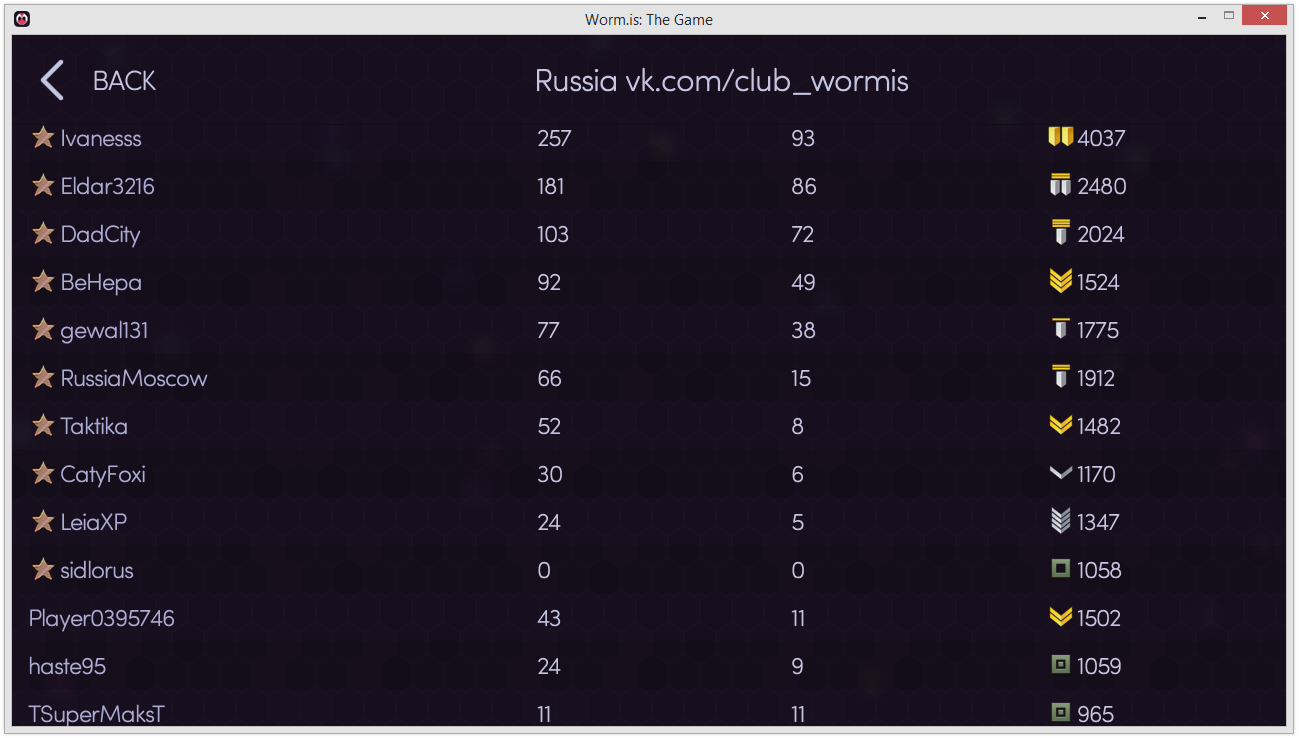 Worm.is: The Game
BACK
Russia vk.com/club_wormis
Ivanesss 257 93 4037
Eldar3216 181 86 2480
DadCity 103 72 2024
BeHepa 92 49 1524
gewal131 77 38 1775
RussiaMoscow 66 15 1912
Taktika 52 8 1482
CatyFoxi 30 6 1170
LeiaXP 24 5 1347
sidlorus 0 0 1058
Player0395746 43 11 1502
haste95 24 9 1059
TSuperMaksT 11 11 965